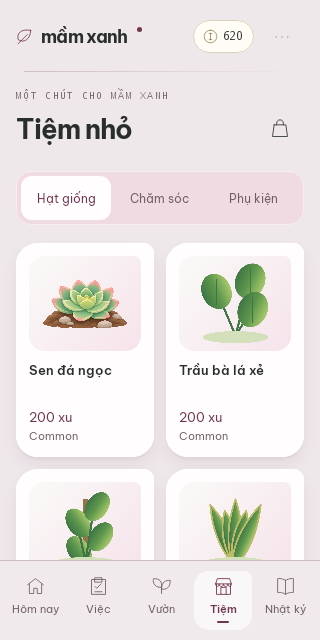 mầm xanh
620
MỘT CHÚT CHO MẦM XANH
Tiệm nhỏ
Hạt giống
Chăm sóc
Phụ kiện
Sen đá ngọc
200 xu
Common
Trầu bà lá xẻ
200 xu
Common
Hôm nay
Việc
Vườn
Tiệm
Nhật ký